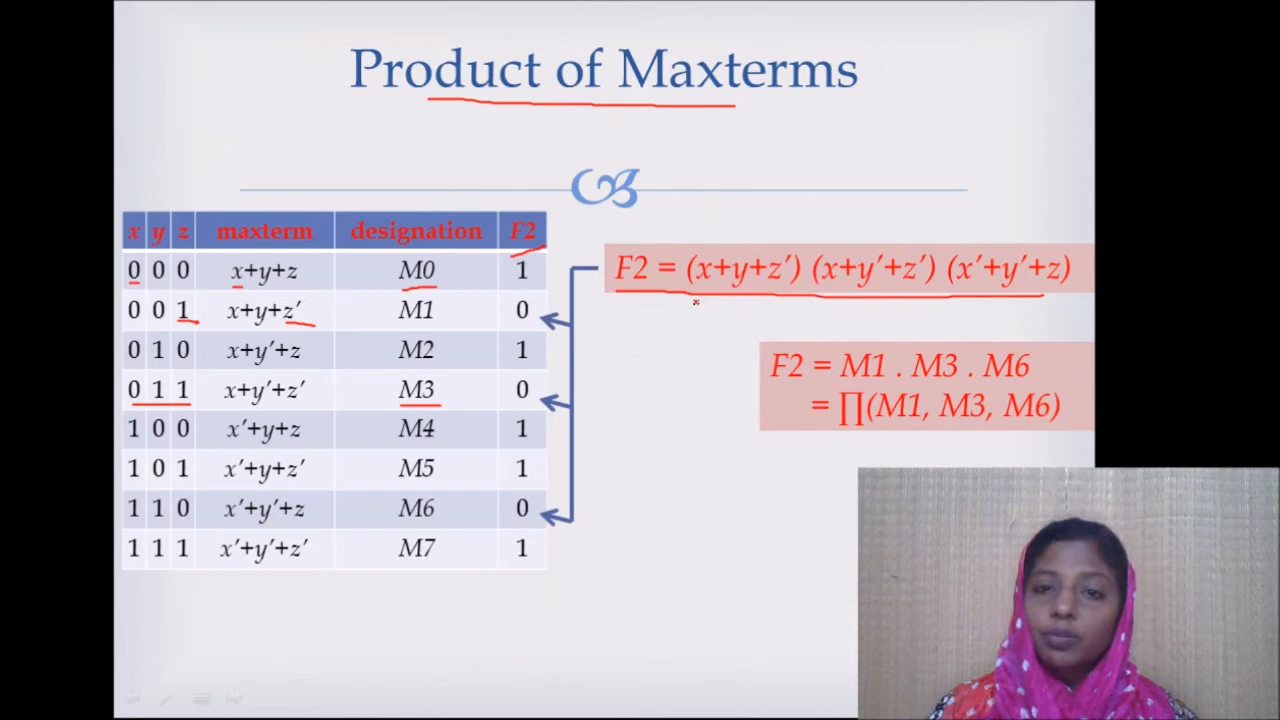 Product of Maxterms
x y z maxterm designation F2
0 0 0 x+y+z M0 1
0 0 1 x+y+z′ M1 0
0 1 0 x+y′+z M2 1
0 1 1 x+y′+z′ M3 0
1 0 0 x′+y+z M4 1
1 0 1 x′+y+z′ M5 1
1 1 0 x′+y′+z M6 0
1 1 1 x′+y′+z′ M7 1
F2 = (x+y+z′) (x+y′+z′) (x′+y′+z)
F2 = M1 . M3 . M6
= ∏(M1, M3, M6)